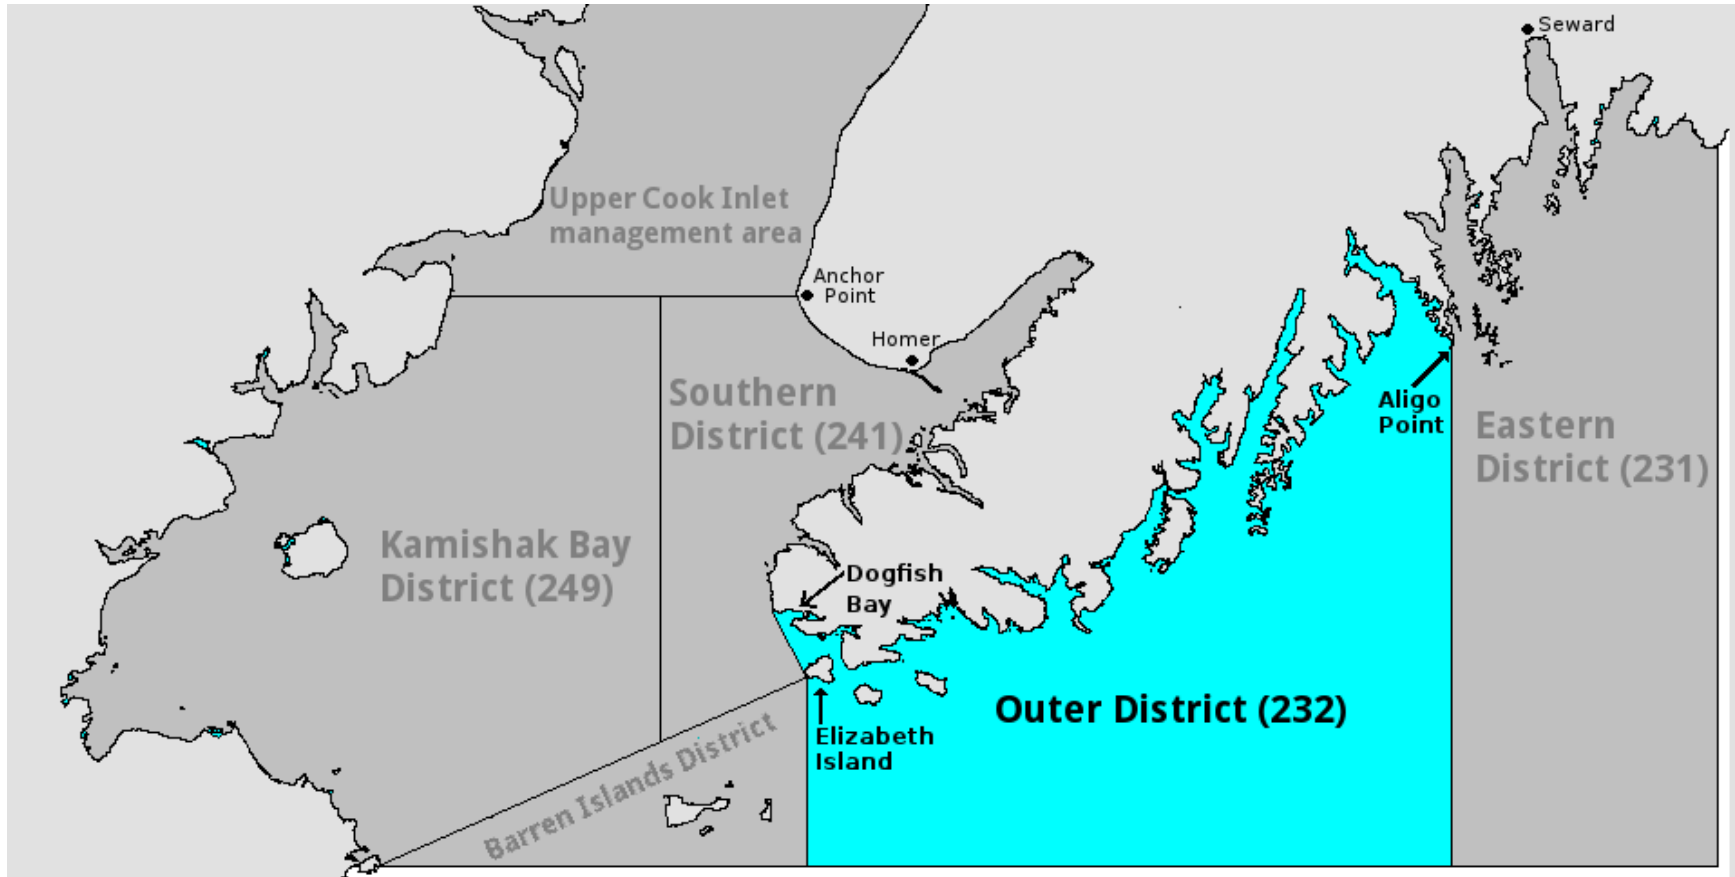 Seward
Upper Cook Inlet
management area
Anchor
Point
Homer
Southern
District (241)
Aligo
Point
Eastern
District (231)
Kamishak Bay
District (249)
Dogfish
Bay
Outer District (232)
Elizabeth
Island
Barren Islands District